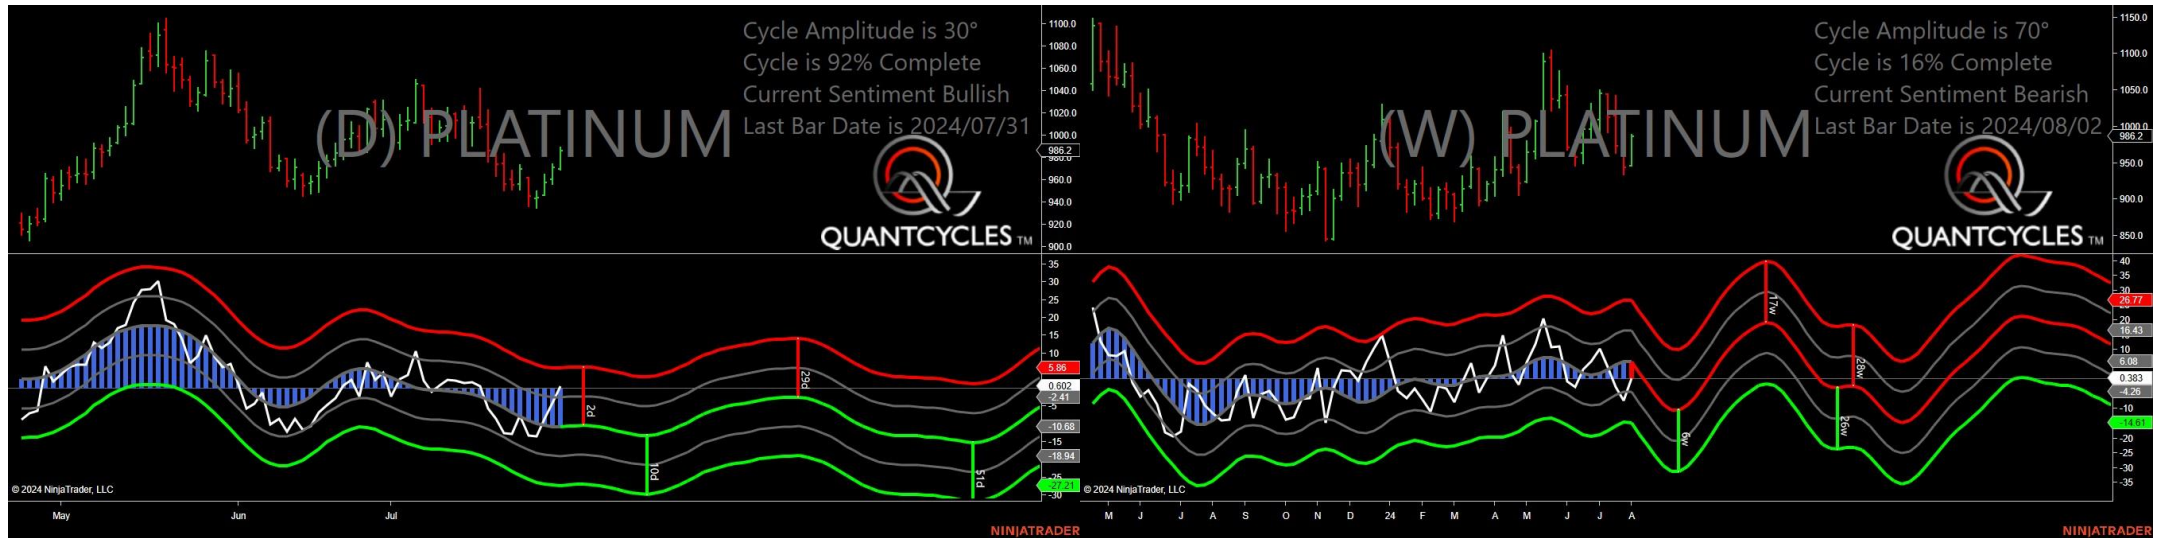 Cycle Amplitude is 30°
Cycle is 92% Complete
Current Sentiment Bullish
Last Bar Date is 2024/07/31
(D) PLATINUM
QUANTCYCLES TM
1100.0
1080.0
1060.0
1040.0
1020.0
1000.0
986.2
980.0
960.0
940.0
920.0
900.0
35
30
25
20
15
10
5.86
0.602
-2.41
-5
-10.68
-15
-18.94
-25
-27.21
-30
2d
10d
29d
51d
© 2024 NinjaTrader, LLC
May
Jun
Jul
NINJATRADER
Cycle Amplitude is 70°
Cycle is 16% Complete
Current Sentiment Bearish
Last Bar Date is 2024/08/02
(W) PLATINUM
QUANTCYCLES TM
1150.0
1100.0
1050.0
1000.0
986.2
950.0
900.0
850.0
40
35
30
26.77
20
16.43
10
6.08
0.383
-4.26
-10
-14.61
-20
-25
-30
-35
6w
17w
26w
28w
© 2024 NinjaTrader, LLC
M
J
J
A
S
O
N
D
24
F
M
A
M
J
J
A
NINJATRADER